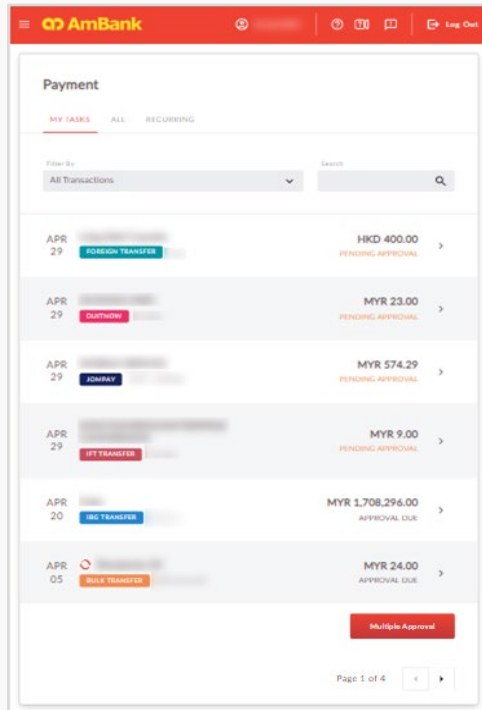 AmBank
Log Out
Payment
MY TASKS ALL RECURRING
Filter By
Search
All Transactions
APR
29
FOREIGN TRANSFER
HKD 400.00
PENDING APPROVAL
APR
29
DUITNOW
MYR 23.00
PENDING APPROVAL
APR
29
JOMPAY
MYR 574.29
PENDING APPROVAL
APR
29
IFT TRANSFER
MYR 9.00
PENDING APPROVAL
APR
20
IBG TRANSFER
MYR 1,708,296.00
APPROVAL DUE
APR
05
BULK TRANSFER
MYR 24.00
APPROVAL DUE
Multiple Approval
Page 1 of 4